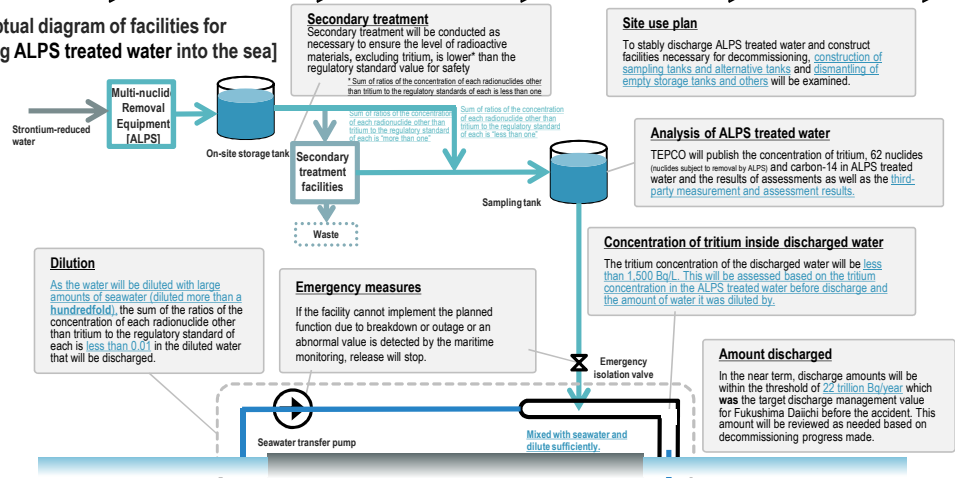 ptual diagram of facilities for
g ALPS treated water into the sea]
Secondary treatment
Secondary treatment will be conducted as
necessary to ensure the level of radioactive
materials, excluding tritium, is lower* than the
regulatory standard value for safety
* Sum of ratios of the concentration of each radionuclides other
than tritium to the regulatory standards of each is less than one
Site use plan
To stably discharge ALPS treated water and construct
facilities necessary for decommissioning, construction of
sampling tanks and alternative tanks and dismantling of
empty storage tanks and others will be examined.
Strontium-reduced
water
Multi-nuclide
Removal
Equipment
[ALPS]
On-site storage tank
Sum of ratios of the concentration
of each radionuclide other than
tritium to the regulatory standard
of each is "more than one"
Sum of ratios of the concentration
of each radionuclide other than
tritium to the regulatory standard
of each is "less than one"
Secondary
treatment
facilities
Waste
Sampling tank
Analysis of ALPS treated water
TEPCO will publish the concentration of tritium, 62 nuclides
(nuclides subject to removal by ALPS) and carbon-14 in ALPS treated
water and the results of assessments as well as the third-
party measurement and assessment results.
Concentration of tritium inside discharged water
The tritium concentration of the discharged water will be less
than 1,500 Bq/L. This will be assessed based on the tritium
concentration in the ALPS treated water before discharge and
the amount of water it was diluted by.
Dilution
As the water will be diluted with large
amounts of seawater (diluted more than a
hundredfold), the sum of the ratios of the
concentration of each radionuclide other
than tritium to the regulatory standard of
each is less than 0.01 in the diluted water
that will be discharged.
Emergency measures
If the facility cannot implement the planned
function due to breakdown or outage or an
abnormal value is detected by the maritime
monitoring, release will stop.
Emergency
isolation valve
Amount discharged
In the near term, discharge amounts will be
within the threshold of 22 trillion Bq/year which
was the target discharge management value
for Fukushima Daiichi before the accident. This
amount will be reviewed as needed based on
decommissioning progress made.
Seawater transfer pump
Mixed with seawater and
dilute sufficiently.